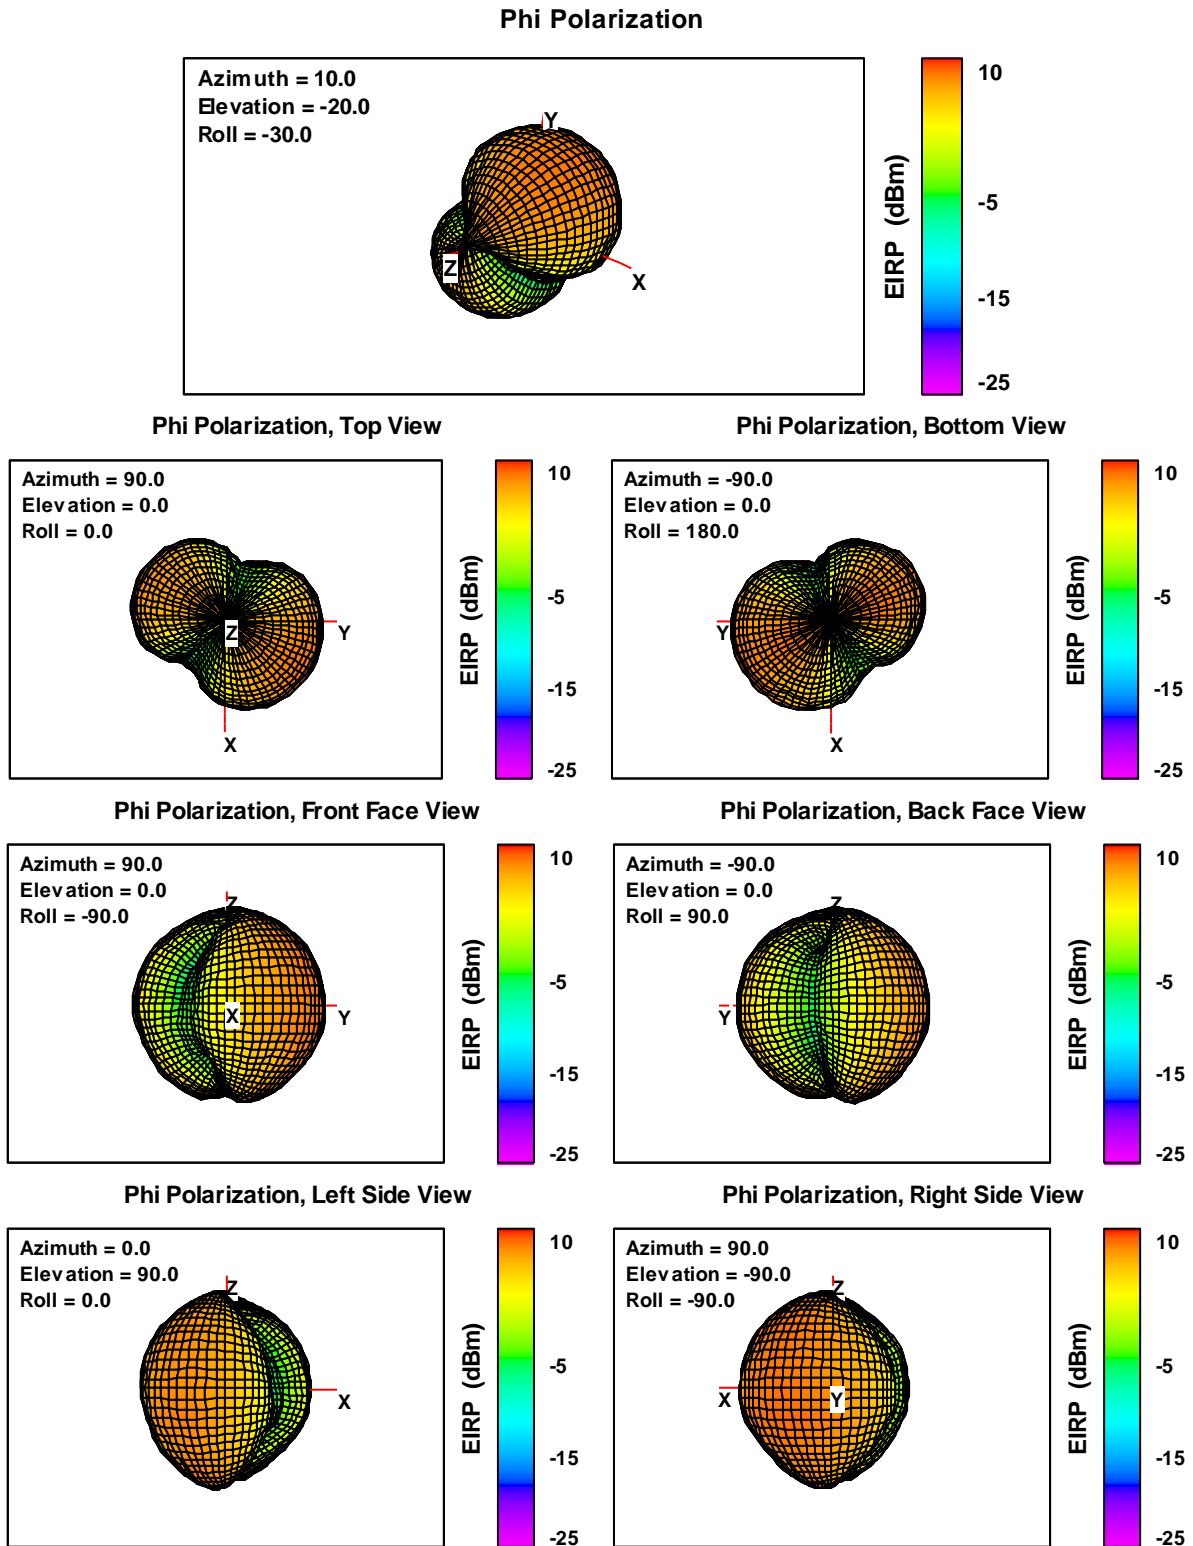 Phi Polarization
Azimuth = 10.0
Elevation = -20.0
Roll = -30.0
Y
Z
X
EIRP (dBm)
10
-5
-15
-25
Phi Polarization, Top View
Azimuth = 90.0
Elevation = 0.0
Roll = 0.0
Z
Y
X
EIRP (dBm)
10
-5
-15
-25
Phi Polarization, Bottom View
Azimuth = -90.0
Elevation = 0.0
Roll = 180.0
Y
X
EIRP (dBm)
10
-5
-15
-25
Phi Polarization, Front Face View
Azimuth = 90.0
Elevation = 0.0
Roll = -90.0
Z
X
Y
EIRP (dBm)
10
-5
-15
-25
Phi Polarization, Back Face View
Azimuth = -90.0
Elevation = 0.0
Roll = 90.0
Z
Y
EIRP (dBm)
10
-5
-15
-25
Phi Polarization, Left Side View
Azimuth = 0.0
Elevation = 90.0
Roll = 0.0
Z
X
EIRP (dBm)
10
-5
-15
-25
Phi Polarization, Right Side View
Azimuth = 90.0
Elevation = -90.0
Roll = -90.0
Z
X
Y
EIRP (dBm)
10
-5
-15
-25